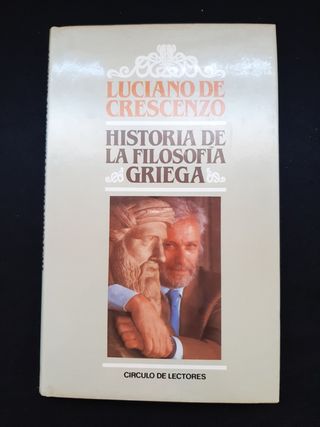 LUCIANO DE
CRESCENZO
HISTORIA DE
LA FILOSOFÍA
GRIEGA
CIRCULO DE LECTORES